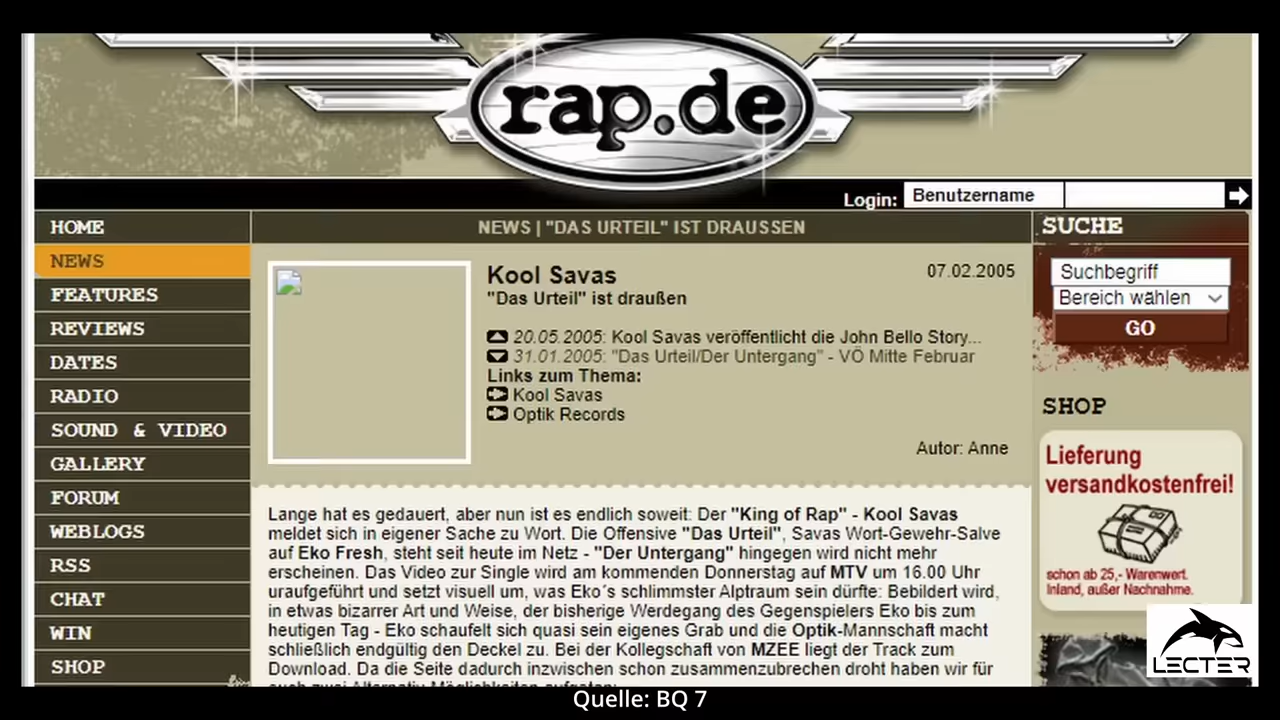 rap.de
Login: Benutzername
HOME
NEWS
FEATURES
REVIEWS
DATES
RADIO
SOUND & VIDEO
GALLERY
FORUM
WEBLOGS
RSS
CHAT
WIN
SHOP
NEWS | "DAS URTEIL" IST DRAUSSEN
Kool Savas
07.02.2005
"Das Urteil" ist draußen
20.05.2005: Kool Savas veröffentlicht die John Bello Story...
31.01.2005: "Das Urteil/Der Untergang" - VÖ Mitte Februar
Links zum Thema:
Kool Savas
Optik Records
Autor: Anne
Lange hat es gedauert, aber nun ist es endlich soweit: Der "King of Rap" - Kool Savas
meldet sich in eigener Sache zu Wort. Die Offensive "Das Urteil", Savas Wort-Gewehr-Salve
auf Eko Fresh, steht seit heute im Netz - "Der Untergang" hingegen wird nicht mehr
erscheinen. Das Video zur Single wird am kommenden Donnerstag auf MTV um 16.00 Uhr
uraufgeführt und setzt visuell um, was Eko´s schlimmster Alptraum sein dürfte: Bebildert wird,
in etwas bizarrer Art und Weise, der bisherige Werdegang des Gegenspielers Eko bis zum
heutigen Tag - Eko schaufelt sich quasi sein eigenes Grab und die Optik-Mannschaft macht
schließlich endgültig den Deckel zu. Bei der Kollegschaft von MZEE liegt der Track zum
Download. Da die Seite dadurch inzwischen schon zusammenzubrechen droht haben wir für
SUCHE
Suchbegriff
Bereich wählen
GO
SHOP
Lieferung
versandkostenfrei!
schon ab 25,- Warenwert.
Inland, außer Nachnahme.
LECTER
Quelle: BQ 7